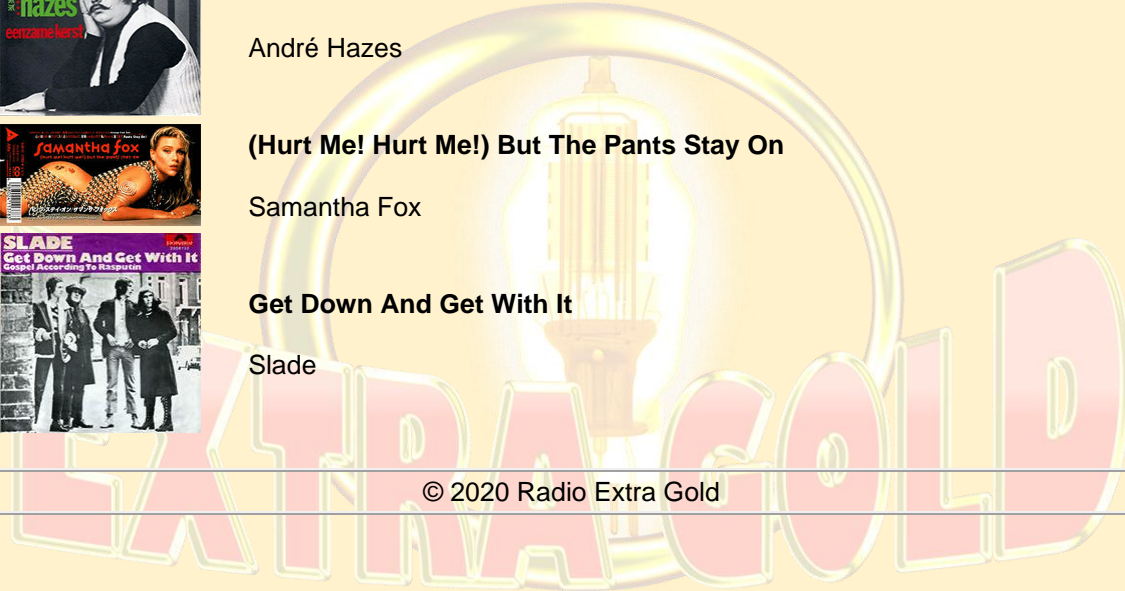 hazes
eenzame kerst
André Hazes
samantha fox
(Hurt Me! Hurt Me!) But The Pants Stay On
Samantha Fox
SLADE
Get Down And Get With It
Gospel According To Rasputin
Get Down And Get With It
Slade
EXTRA GOLD
© 2020 Radio Extra Gold